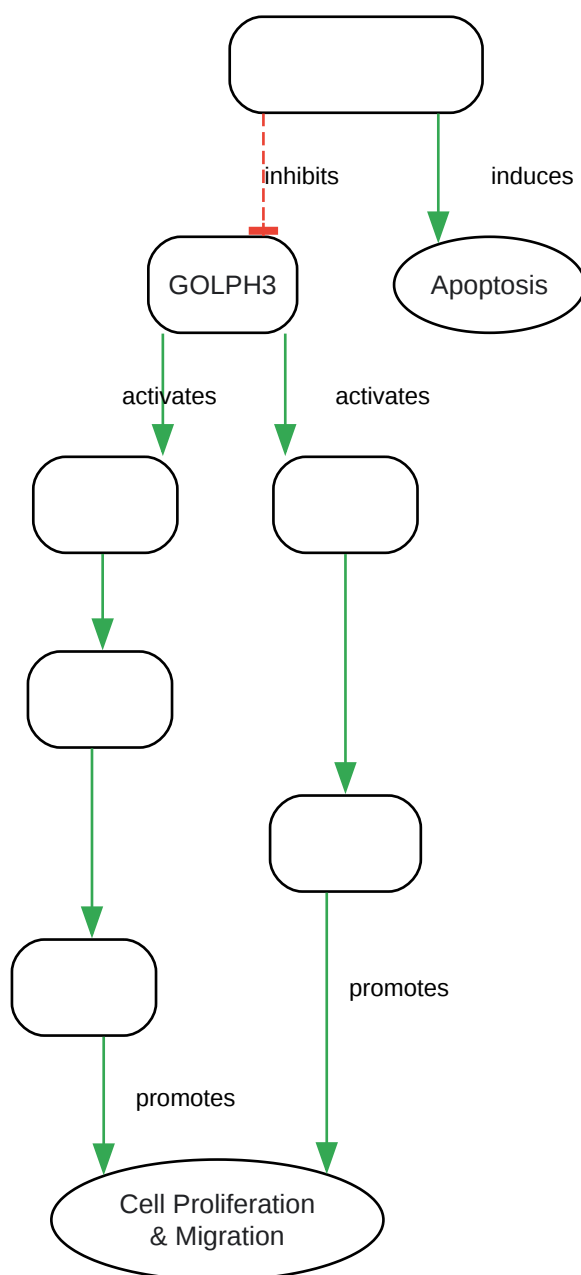 inhibits
induces
GOLPH3
Apoptosis
activates
activates
promotes
promotes
Cell Proliferation
& Migration